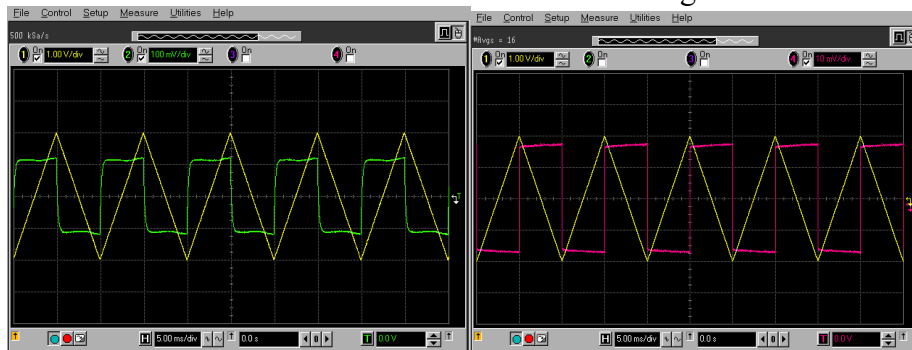 File Control Setup Measure Utilities Help
500 kSa/s
1 On 1.00 V/div 2 On 100 mV/div 3 On 4 On
T
H 5.00 ms/div 0.0 s 0 T 0.0 V
File Control Setup Measure Utilities Help
#Avgs = 16
1 On 1.00 V/div 2 On 3 On 4 On 10 mV/div
H 5.00 ms/div 0.0 s 0 T 0.0 V